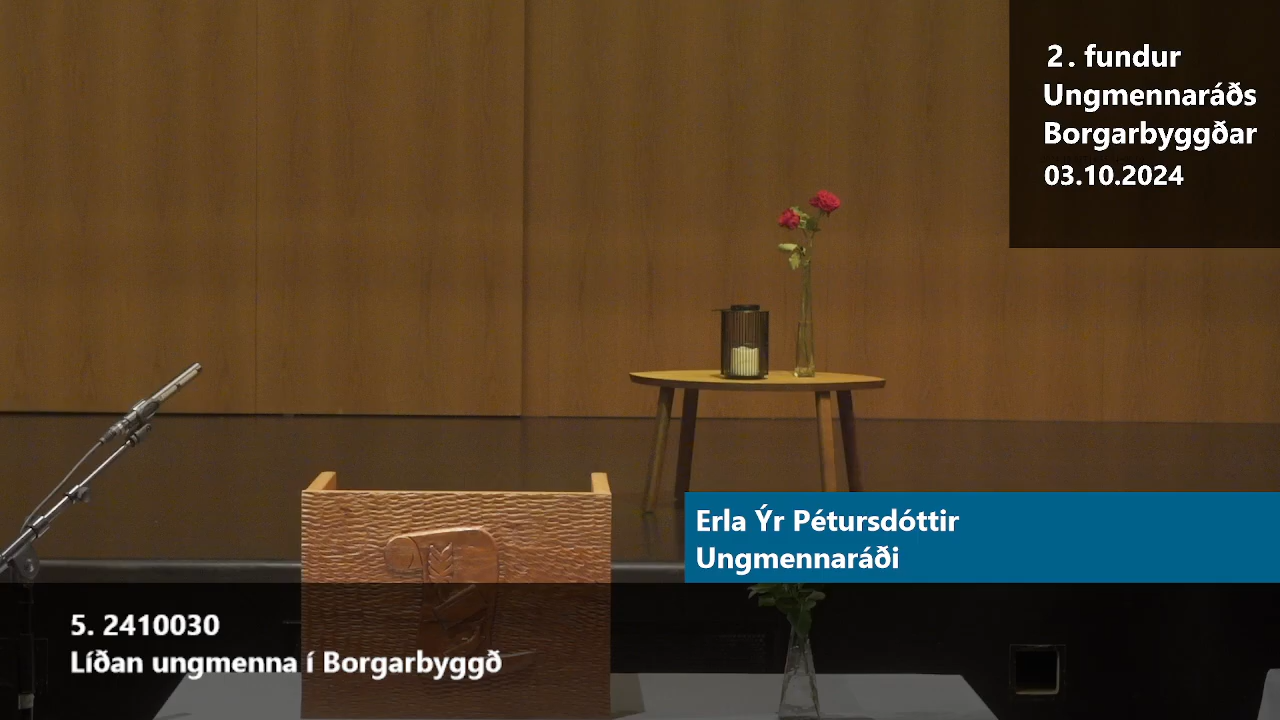 2. fundur
Ungmennaráðs
Borgarbyggðar
03.10.2024
Erla Ýr Pétursdóttir
Ungmennaráði
5. 2410030
Líðan ungmenna í Borgarbyggð